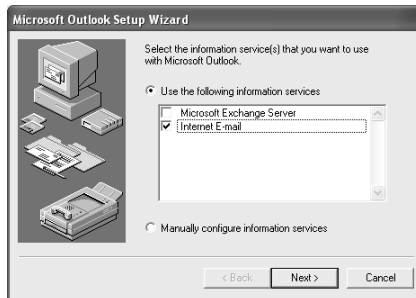 Microsoft Outlook Setup Wizard
Select the information service(s) that you want to use
with Microsoft Outlook.
Use the following information services
Microsoft Exchange Server
Internet E-mail
Manually configure information services
< Back
Next >
Cancel